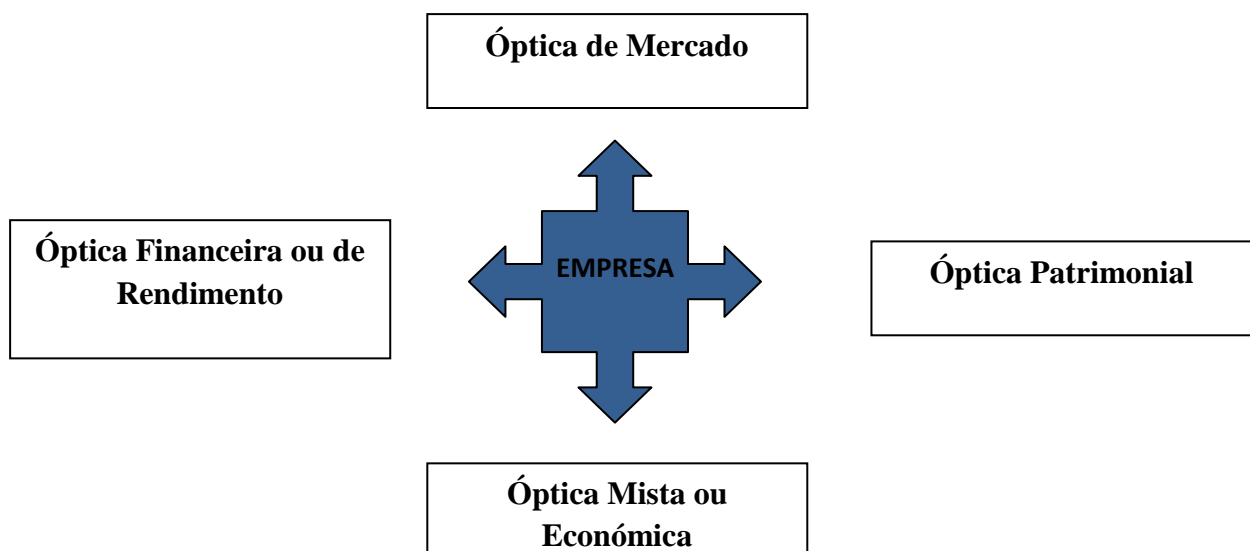 Óptica de Mercado
Óptica Financeira ou de
Rendimento
EMPRESA
Óptica Patrimonial
Óptica Mista ou
Económica